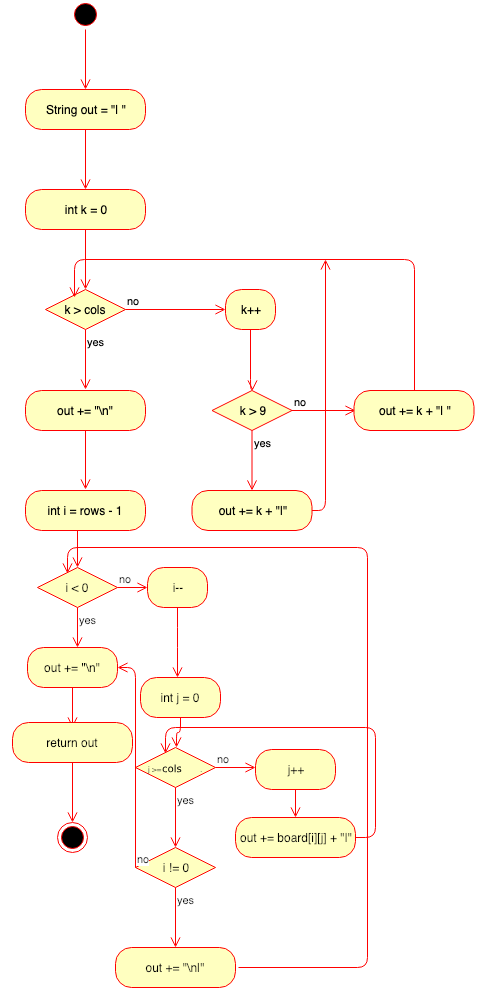 String out = "I "
int k = 0
k > cols
no
k++
yes
out += "\n"
k > 9
no
out += k + "I "
yes
int i = rows - 1
out += k + "I"
i < 0
no
i--
yes
out += "\n"
int j = 0
return out
j >=cols
no
j++
yes
out += board[i][j] + "I"
no
i != 0
yes
out += "\nI"